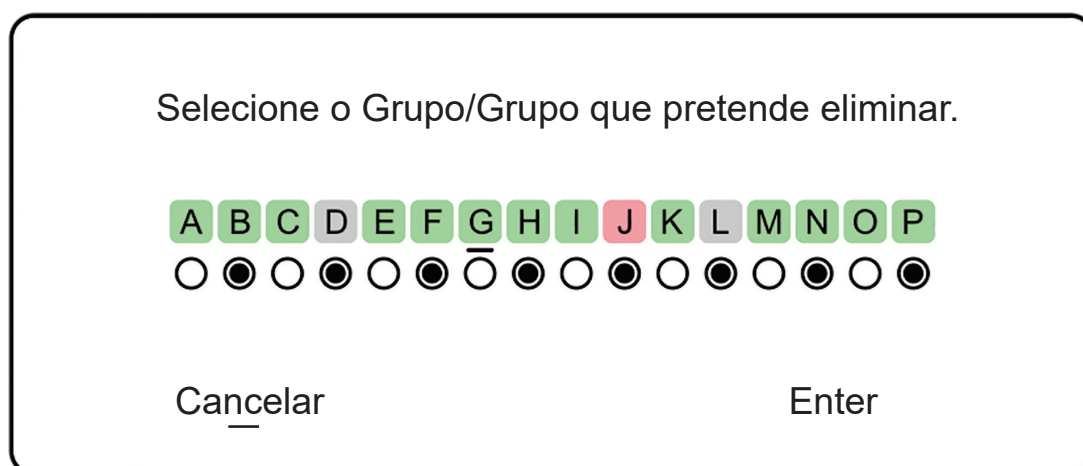 Selecione o Grupo/Grupo que pretende eliminar.
A B C D E F G H I J K L M N O P
Cancelar Enter